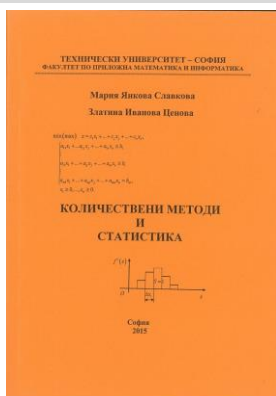 ТЕХНИЧЕСКИ УНИВЕРСИТЕТ – СОФИЯ
ФАКУЛТЕТ ПО ПРИЛОЖНА МАТЕМАТИКА И ИНФОРМАТИКА
Мария Янкова Славкова
Златина Иванова Ценова
КОЛИЧЕСТВЕНИ МЕТОДИ
И
СТАТИСТИКА
O
x
София
2015